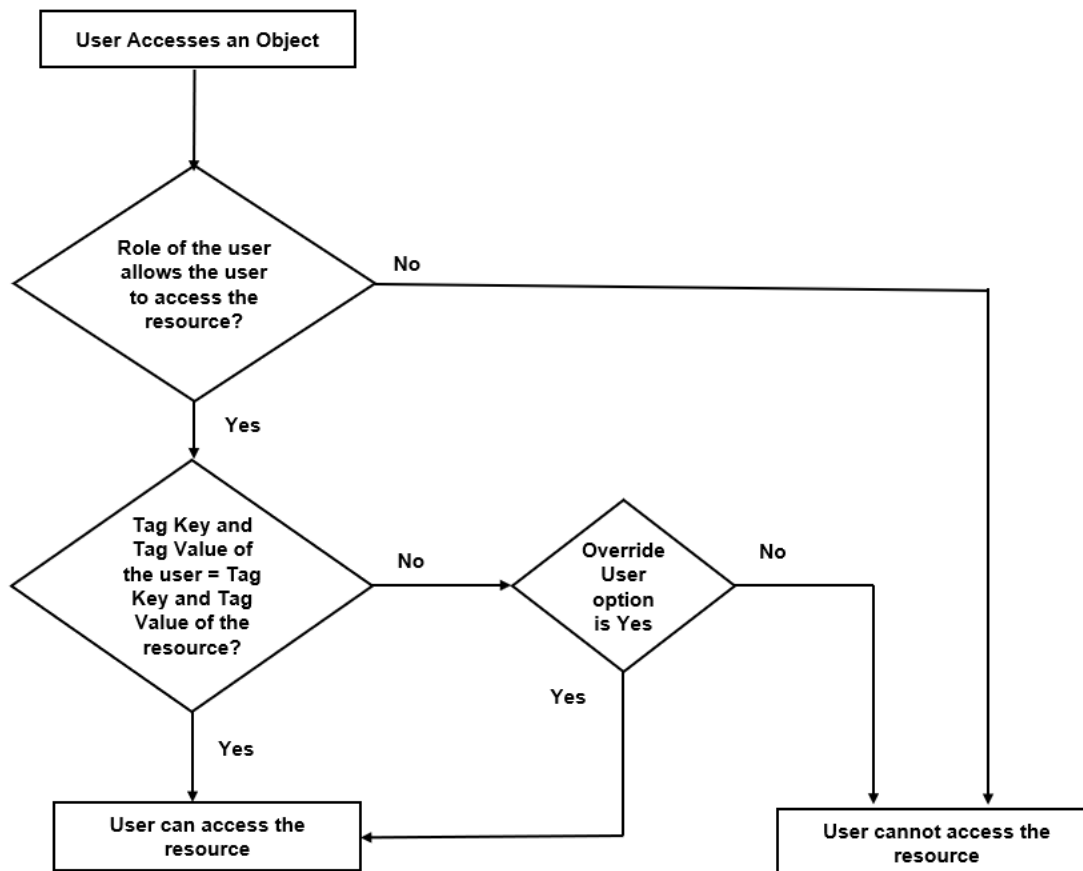 User Accesses an Object
Role of the user
allows the user
to access the
resource?
No
Yes
Tag Key and
Tag Value of
the user = Tag
Key and Tag
Value of the
resource?
No
Override
User
option
is Yes
No
Yes
Yes
User can access the
resource
User cannot access the
resource